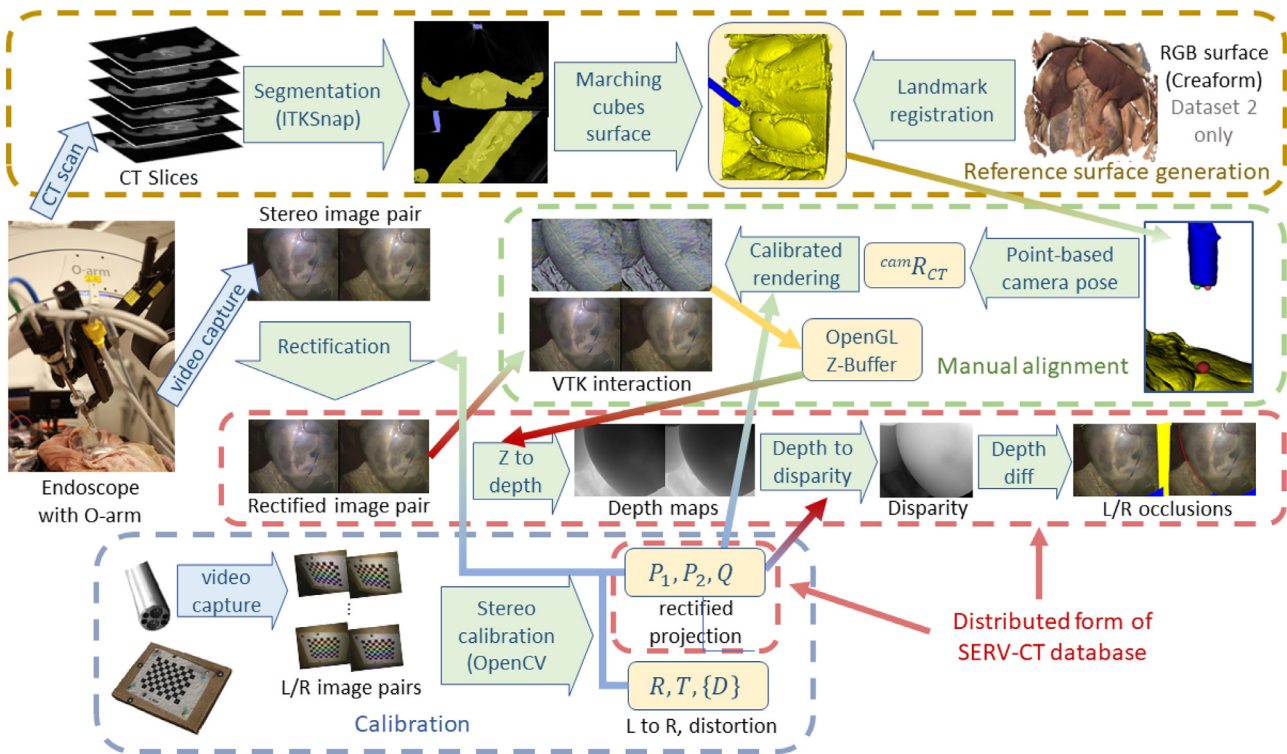 CT scan
CT Slices
Segmentation
(ITKSnap)
Marching
cubes
surface
Landmark
registration
RGB surface
(Creaform)
Dataset 2
only
Reference surface generation
O-arm
Endoscope
with O-arm
video capture
Stereo image pair
Rectification
Rectified image pair
VTK interaction
Calibrated
rendering
camR_CT
Point-based
camera pose
OpenGL
Z-Buffer
Manual alignment
Z to
depth
Depth maps
Depth to
disparity
Disparity
Depth
diff
L/R occlusions
video
capture
⋮
L/R image pairs
Stereo
calibration
(OpenCV
P₁, P₂, Q
rectified
projection
R, T, {D}
L to R, distortion
Calibration
Distributed form of
SERV-CT database